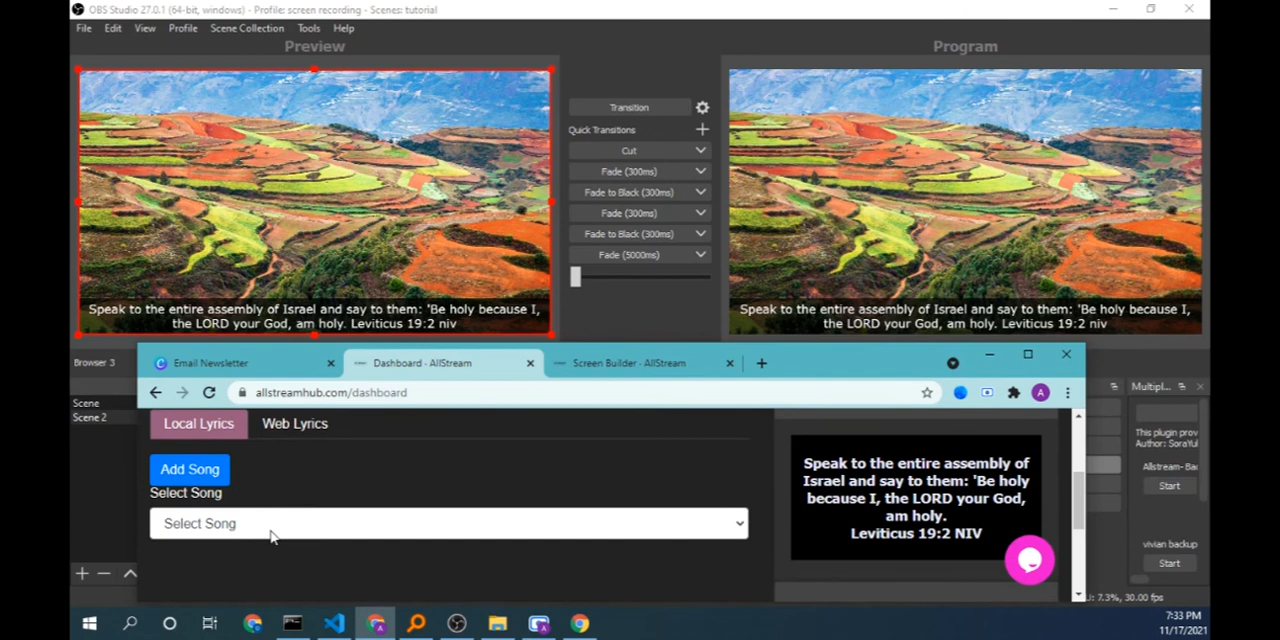 OBS Studio 27.0.1 (64-bit, windows) - Profile: screen recording - Scenes: tutorial
File Edit View Profile Scene Collection Tools Help
Preview
Program
Transition
Quick Transitions
Cut
Fade (300ms)
Fade to Black (300ms)
Fade (300ms)
Fade to Black (300ms)
Fade (5000ms)
Speak to the entire assembly of Israel and say to them: 'Be holy because I,
the LORD your God, am holy. Leviticus 19:2 niv
Speak to the entire assembly of Israel and say to them: 'Be holy because I,
the LORD your God, am holy. Leviticus 19:2 niv
Browser 3
Email Newsletter
Dashboard - AllStream
Screen Builder - AllStream
allstreamhub.com/dashboard
A
Scene
Scene 2
Local Lyrics
Web Lyrics
Add Song
Select Song
Select Song
Speak to the entire assembly of
Israel and say to them: 'Be holy
because I, the LORD your God,
am holy.
Leviticus 19:2 NIV
Multipl...
This plugin prov
Author: SoraYul
Allstream- Bac
Start
vivian backup
Start
7.3%, 30.00 fps
7:33 PM
11/17/2021